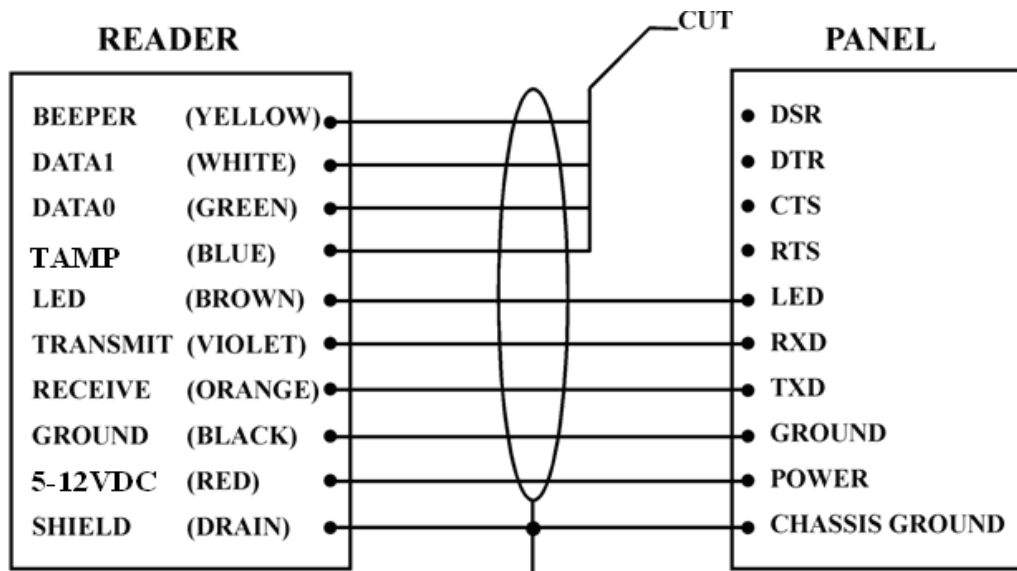 CUT
READER
PANEL
BEEPER (YELLOW)
DATA1 (WHITE)
DATA0 (GREEN)
TAMP (BLUE)
LED (BROWN)
TRANSMIT (VIOLET)
RECEIVE (ORANGE)
GROUND (BLACK)
5-12VDC (RED)
SHIELD (DRAIN)
DSR
DTR
CTS
RTS
LED
RXD
TXD
GROUND
POWER
CHASSIS GROUND